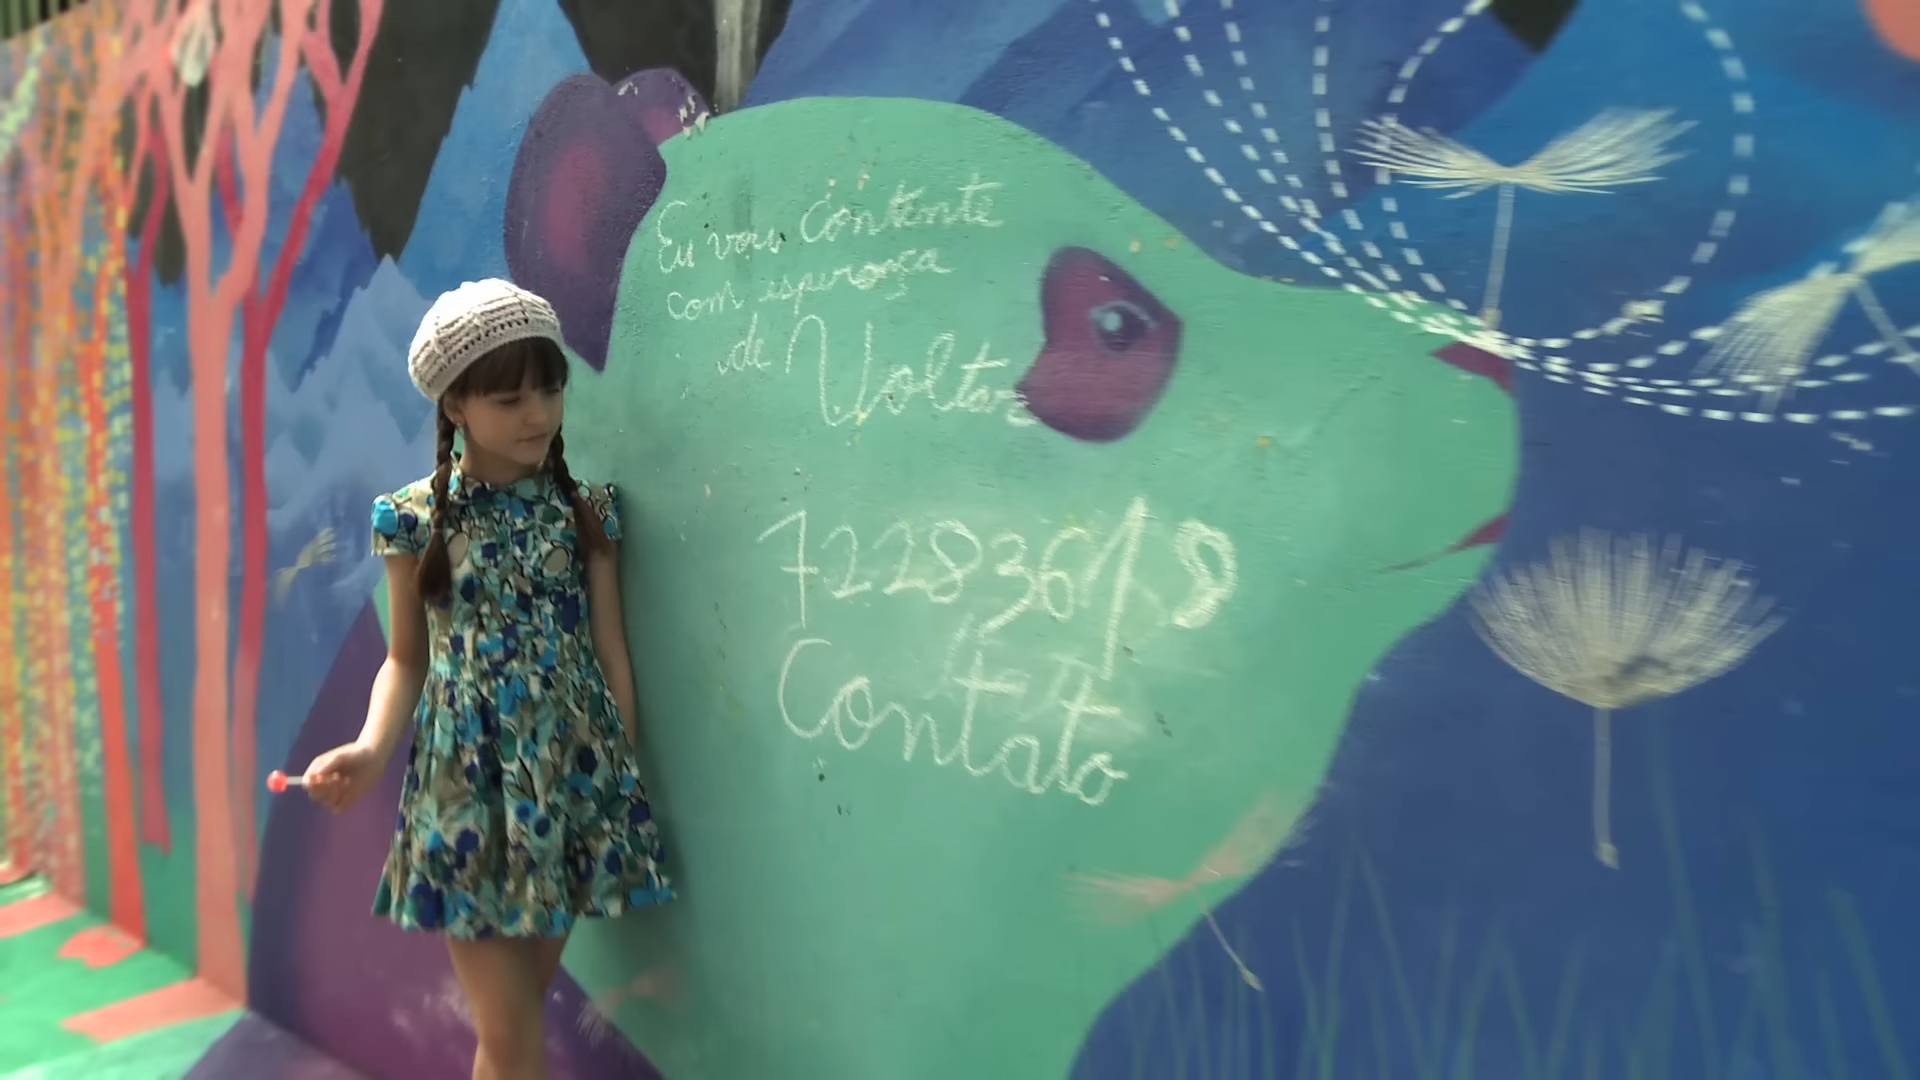 Eu vou contente
com esperança
de Voltar
72283618
Contato